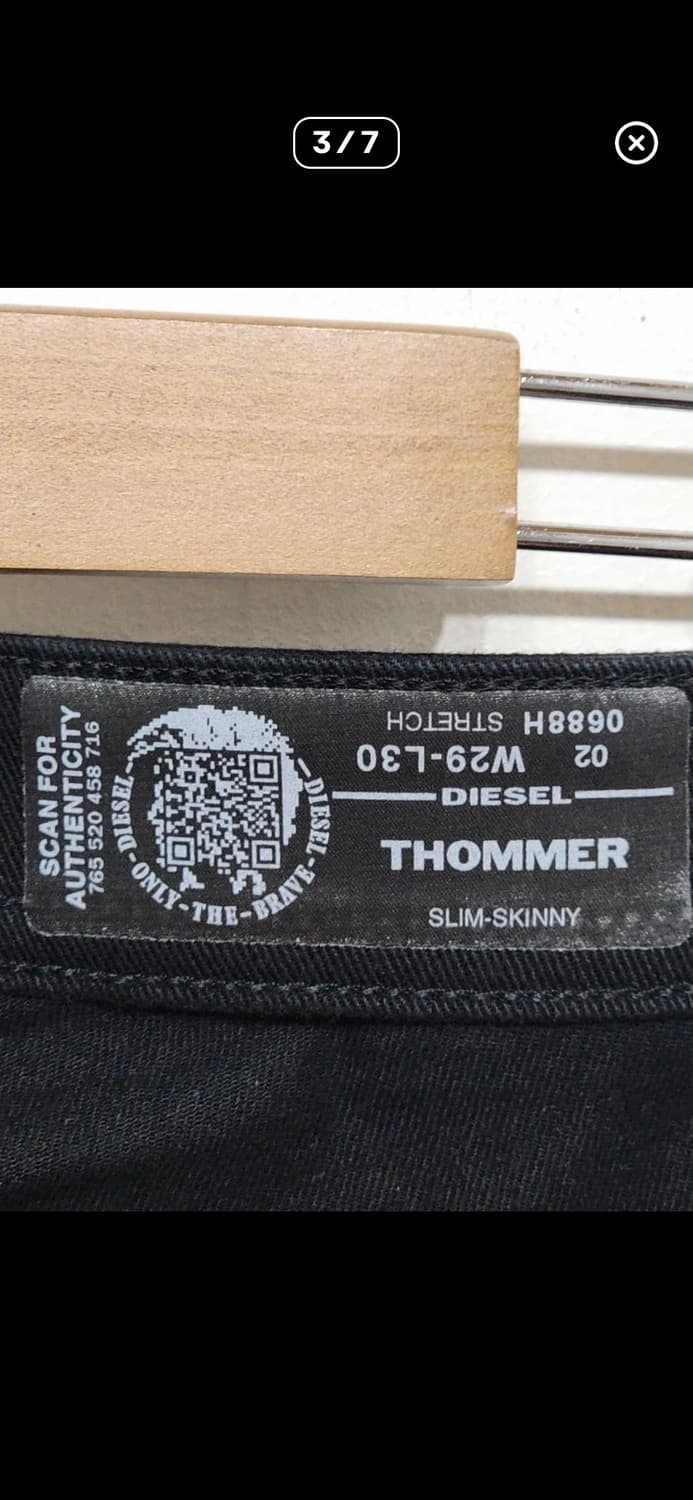 3/7
SCAN FOR
AUTHENTICITY
765 520 458 716
DIESEL-ONLY-THE-BRAVE-DIESEL
0688H STRETCH
02 W29-L30
DIESEL
THOMMER
SLIM-SKINNY